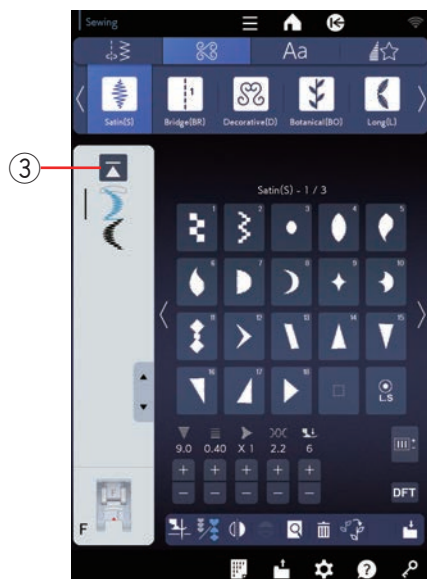 Sewing
Aa
Satin(S) Bridge(BR) Decorative(D) Botanical(BO) Long(L)
3
Satin(S) - 1 / 3
1 2 3 4 5
6 7 8 9 10
11 12 13 14 15
16 17 18 L.S
9.0 0.40 X 1 2.2 6
+ + + + +
− − − − − DFT
F
?